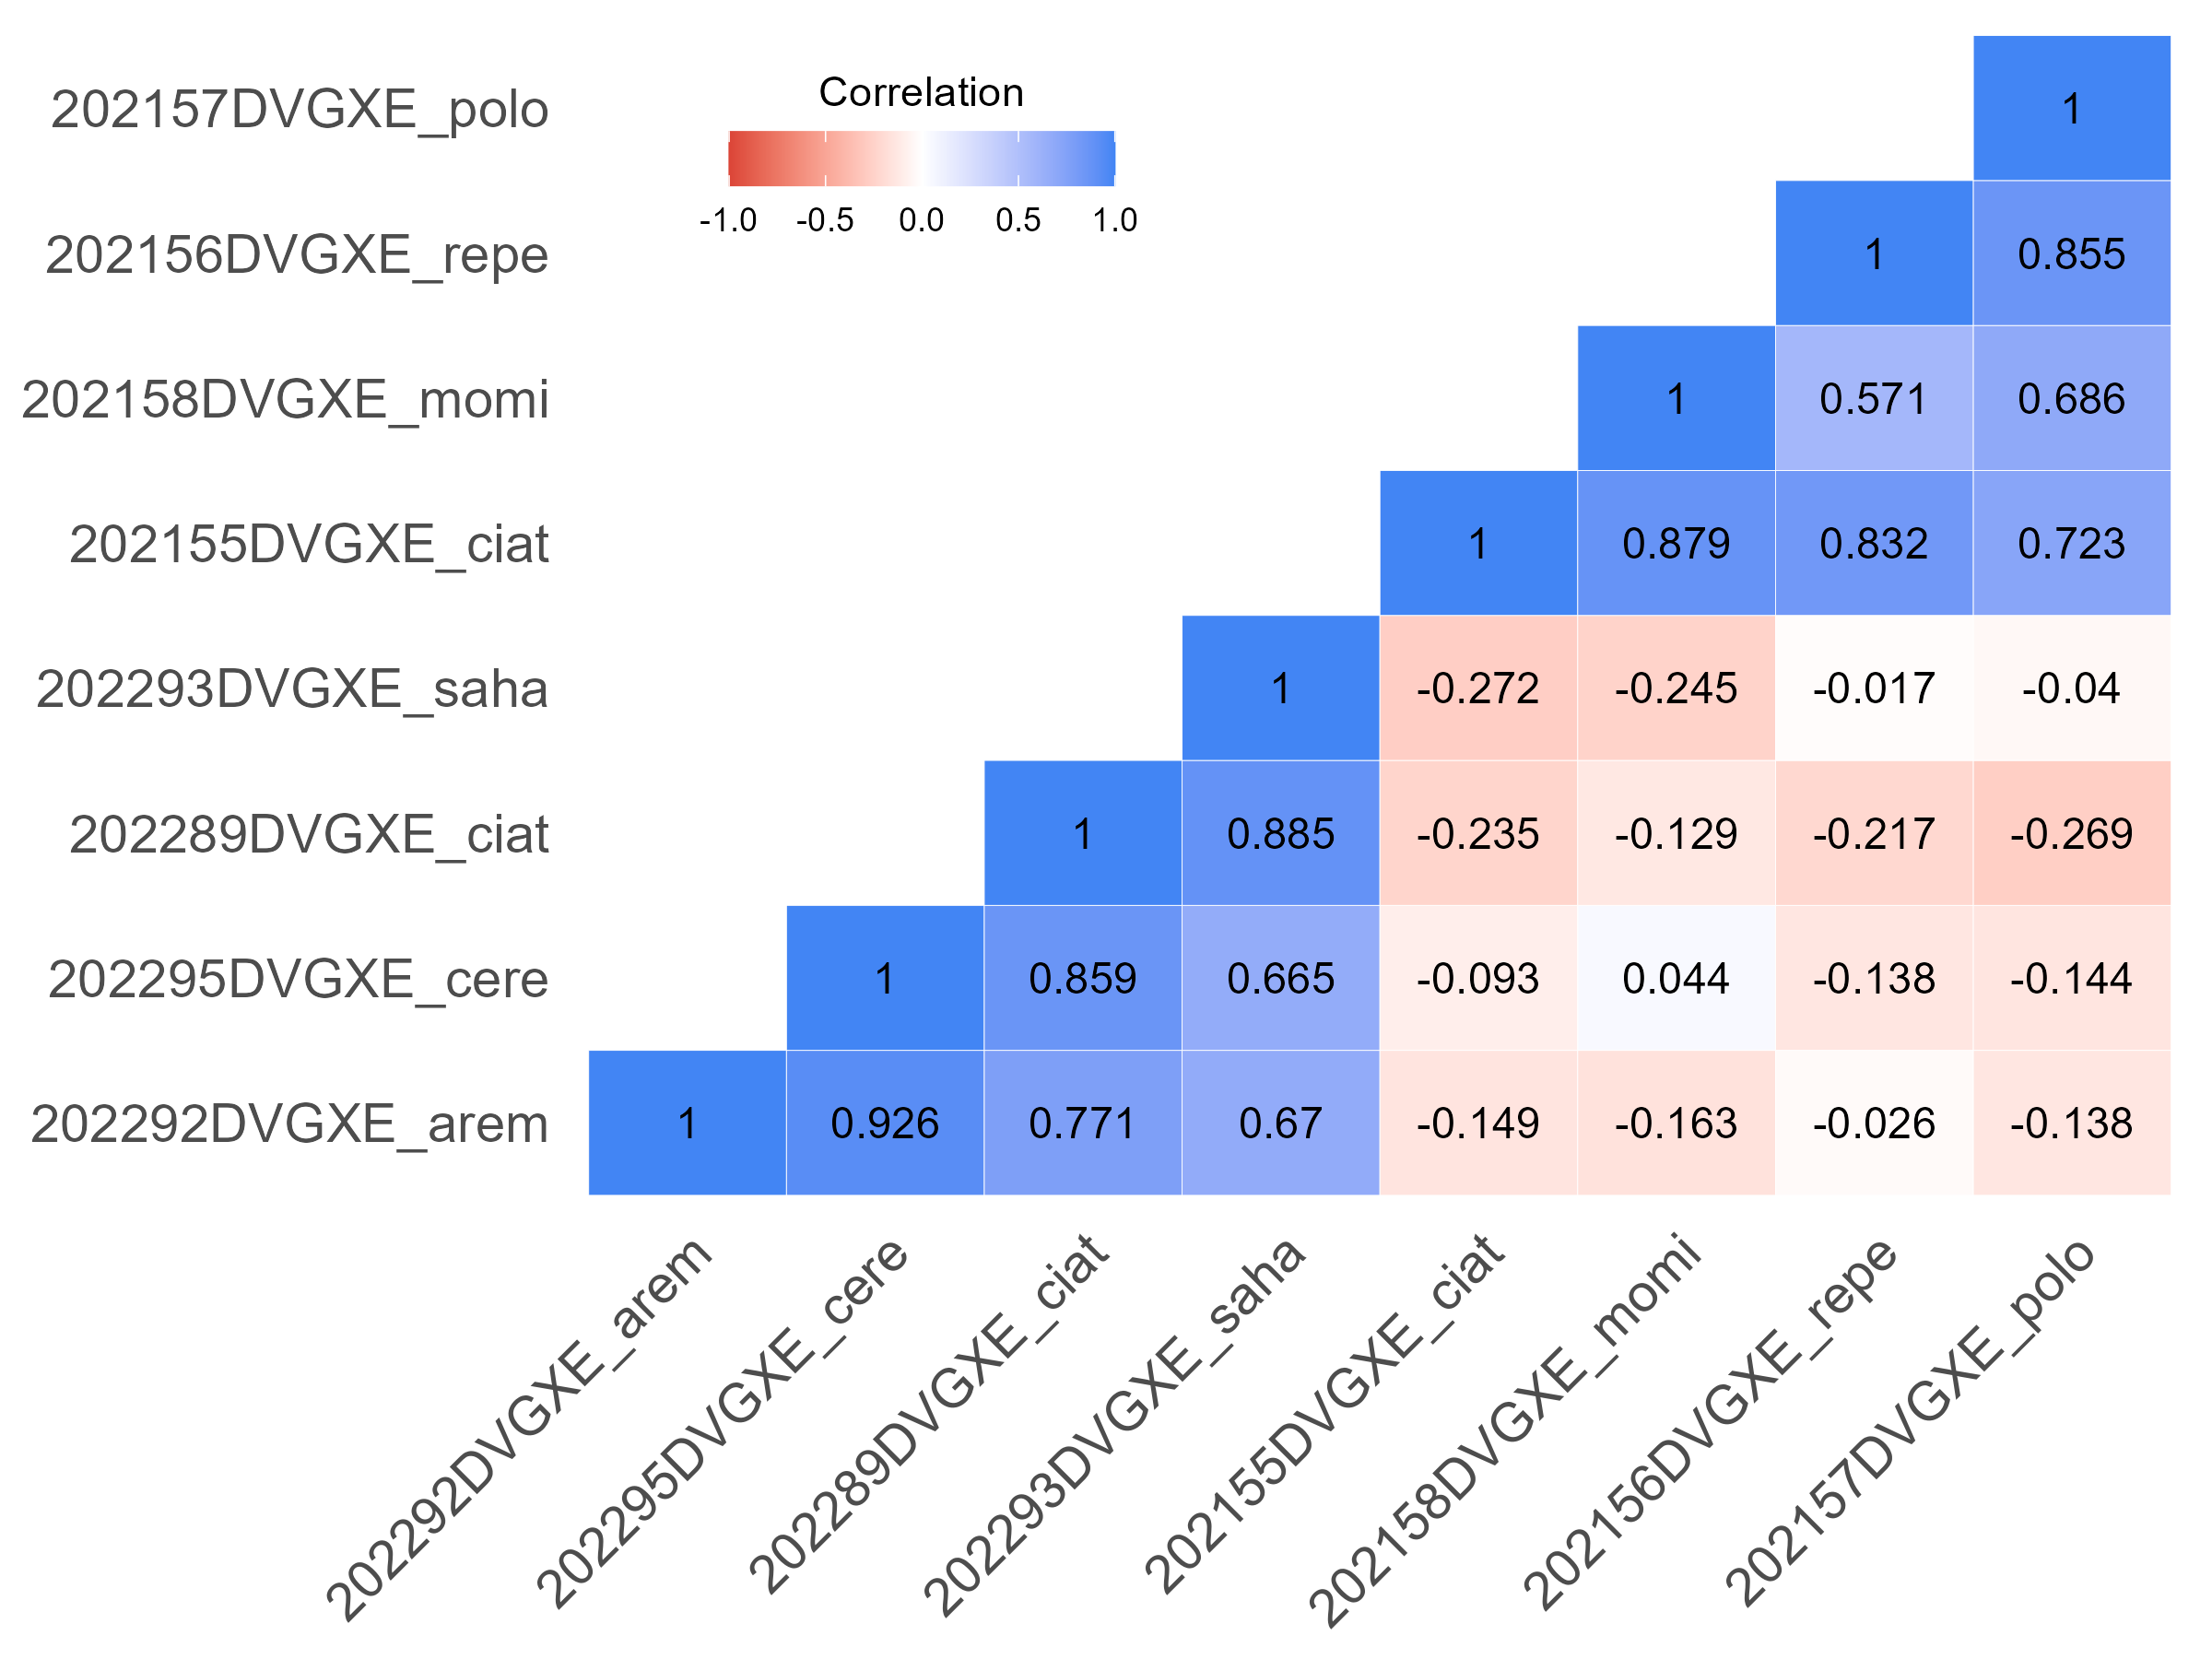 Correlation
-1.0 -0.5 0.0 0.5 1.0
202157DVGXE_polo 1
202156DVGXE_repe 1 0.855
202158DVGXE_momi 1 0.571 0.686
202155DVGXE_ciat 1 0.879 0.832 0.723
202293DVGXE_saha 1 -0.272 -0.245 -0.017 -0.04
202289DVGXE_ciat 1 0.885 -0.235 -0.129 -0.217 -0.269
202295DVGXE_cere 1 0.859 0.665 -0.093 0.044 -0.138 -0.144
202292DVGXE_arem 1 0.926 0.771 0.67 -0.149 -0.163 -0.026 -0.138
202292DVGXE_arem
202295DVGXE_cere
202289DVGXE_ciat
202293DVGXE_saha
202155DVGXE_ciat
202158DVGXE_momi
202156DVGXE_repe
202157DVGXE_polo